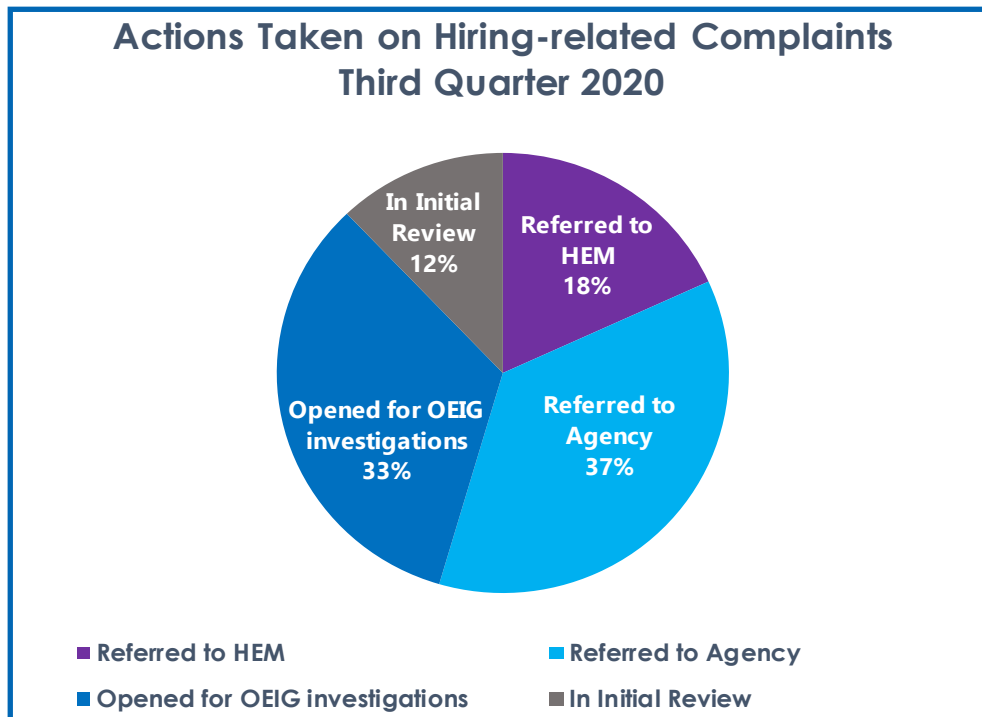 Actions Taken on Hiring-related Complaints
Third Quarter 2020
In Initial
Review
12%
Referred to
HEM
18%
Opened for OEIG
investigations
33%
Referred to
Agency
37%
Referred to HEM
Referred to Agency
Opened for OEIG investigations
In Initial Review